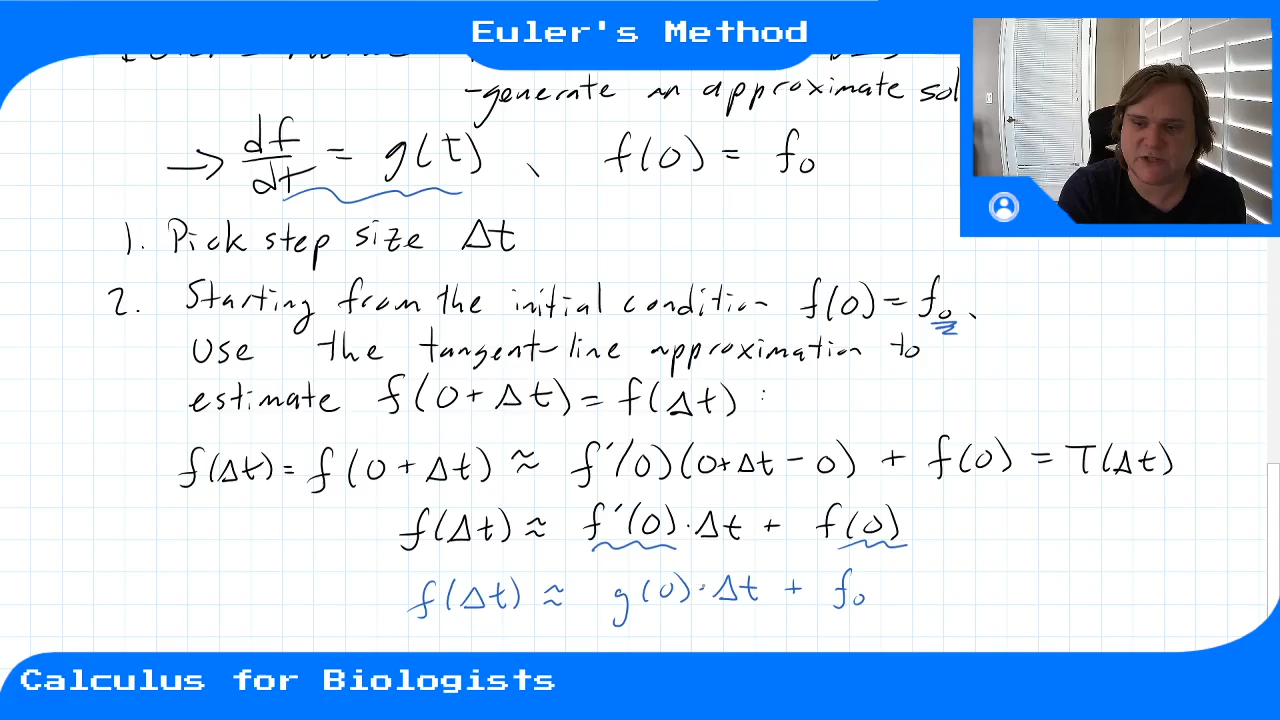 Euler's Method
-generate an approximate sol
→ df/dt = g(t), f(0) = f₀
1. Pick step size Δt
2. Starting from the initial condition f(0) = f₀,
Use the tangent-line approximation to
estimate f(0+Δt) = f(Δt):
f(Δt) = f(0+Δt) ≈ f'(0)(0+Δt-0) + f(0) = T(Δt)
f(Δt) ≈ f'(0)·Δt + f(0)
f(Δt) ≈ g(0)·Δt + f₀
Calculus for Biologists